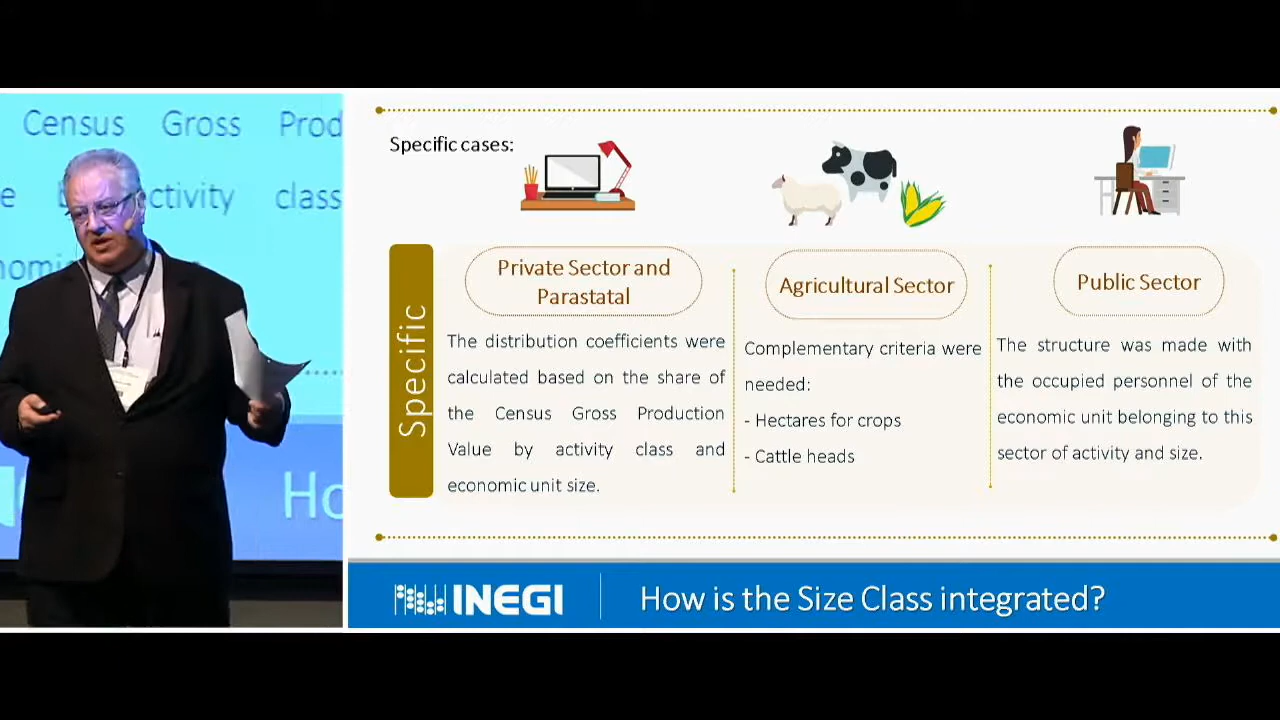 Census Gross Prod
class
Specific cases:
Specific
Private Sector and
Parastatal
The distribution coefficients were
calculated based on the share of
the Census Gross Production
Value by activity class and
economic unit size.
Agricultural Sector
Complementary criteria were
needed:
- Hectares for crops
- Cattle heads
Public Sector
The structure was made with
the occupied personnel of the
economic unit belonging to this
sector of activity and size.
INEGI
How is the Size Class integrated?